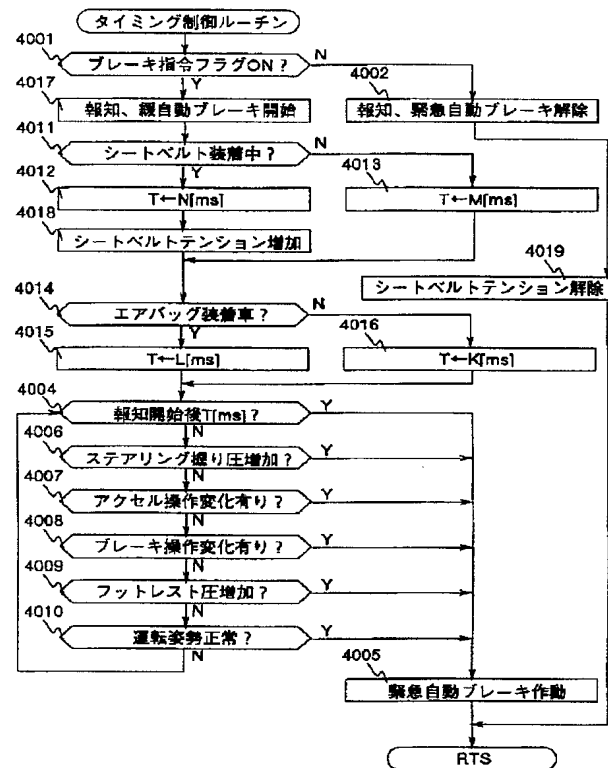 タイミング制御ルーチン
4001
ブレーキ指令フラグON？
N
Y
4002
4017
報知、緩自動ブレーキ開始
報知、緊急自動ブレーキ解除
4011
シートベルト装着中？
N
Y
4012
4013
T←N[ms]
T←M[ms]
4018
シートベルトテンション増加
4019
シートベルトテンション解除
4014
エアバッグ装着車？
N
Y
4015
4016
T←L[ms]
T←K[ms]
4004
報知開始後T[ms]？
Y
N
4006
ステアリング握り圧増加？
Y
N
4007
アクセル操作変化有り？
Y
N
4008
ブレーキ操作変化有り？
Y
N
4009
フットレスト圧増加？
Y
N
4010
運転姿勢正常？
Y
N
4005
緊急自動ブレーキ作動
RTS